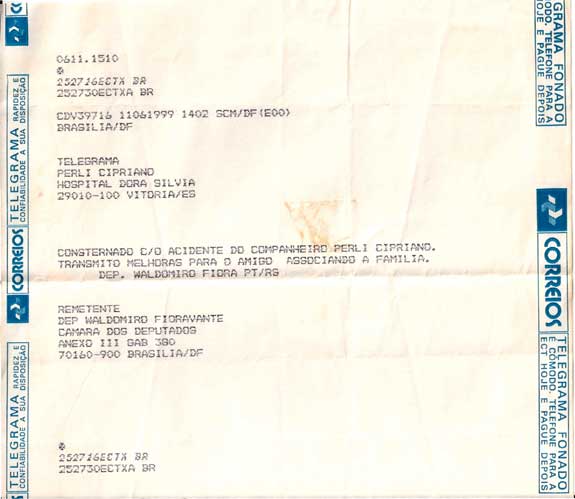 0611.1510
*
252716ECTX BR
252730ECTXA BR
CDV39716 11061999 1402 SCM/DF(E00)
BRASILIA/DF
TELEGRAMA
PERLI CIPRIANO
HOSPITAL DORA SILVIA
29010-100 VITORIA/ES
CONSTERNADO C/O ACIDENTE DO COMPANHEIRO PERLI CIPRIANO.
TRANSMITO MELHORAS PARA O AMIGO ASSOCIANDO A FAMILIA.
DEP. WALDOMIRO FIORA PT/RS
REMETENTE
DEP WALDOMIRO FIORAVANTE
CAMARA DOS DEPUTADOS
ANEXO III GAB 380
70160-900 BRASILIA/DF
*
252716ECTX BR
252730ECTXA BR
CORREIOS
TELEGRAMA RAPIDEZ E
CONFIABILIDADE A SUA DISPOSIÇÃO
TELEGRAMA RAPIDEZ E
CONFIABILIDADE A SUA DISPOSIÇÃO
GRAMA FONADO
ODO. TELEFONE PARA A
HOJE E PAGUE DEPOIS
CORREIOS
TELEGRAMA FONADO
É CÔMODO. TELEFONE PARA A
ECT HOJE E PAGUE DEPOIS